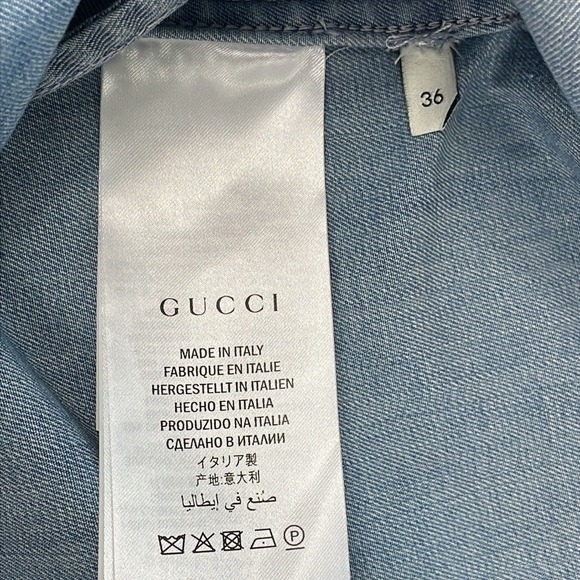 36
GUCCI
MADE IN ITALY
FABRIQUE EN ITALIE
HERGESTELLT IN ITALIEN
HECHO EN ITALIA
PRODUZIDO NA ITALIA
СДЕЛАНО В ИТАЛИИ
イタリア製
产地:意大利
صُنع في إيطاليا
P